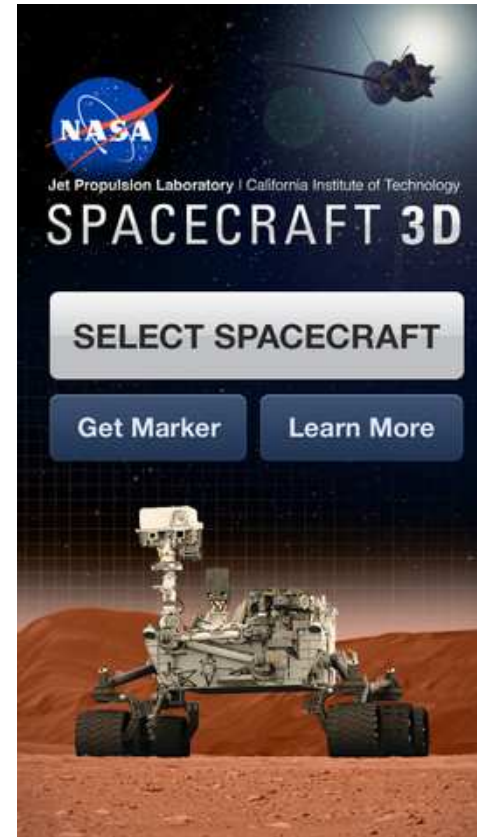 NASA
Jet Propulsion Laboratory | California Institute of Technology
SPACECRAFT 3D
SELECT SPACECRAFT
Get Marker Learn More